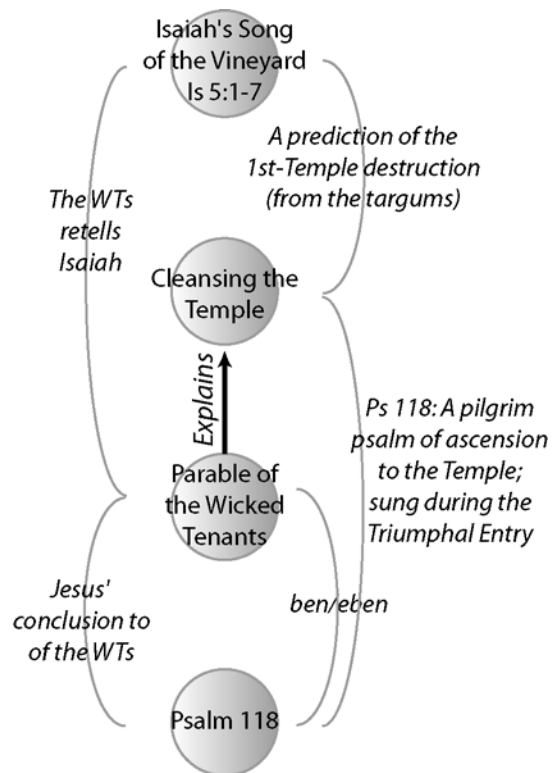 Isaiah's Song
of the Vineyard
Is 5:1-7
A prediction of the
1st-Temple destruction
(from the targums)
The WTs
retells
Isaiah
Cleansing the
Temple
Explains
Ps 118: A pilgrim
psalm of ascension
to the Temple;
sung during the
Triumphal Entry
Parable of
the Wicked
Tenants
Jesus'
conclusion to
of the WTs
ben/eben
Psalm 118